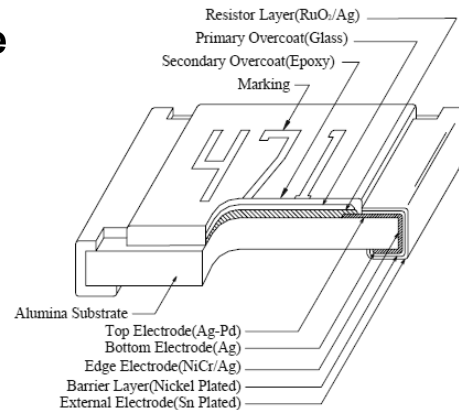 e
Resistor Layer(RuO₂/Ag)
Primary Overcoat(Glass)
Secondary Overcoat(Epoxy)
Marking
471
Alumina Substrate
Top Electrode(Ag-Pd)
Bottom Electrode(Ag)
Edge Electrode(NiCr/Ag)
Barrier Layer(Nickel Plated)
External Electrode(Sn Plated)